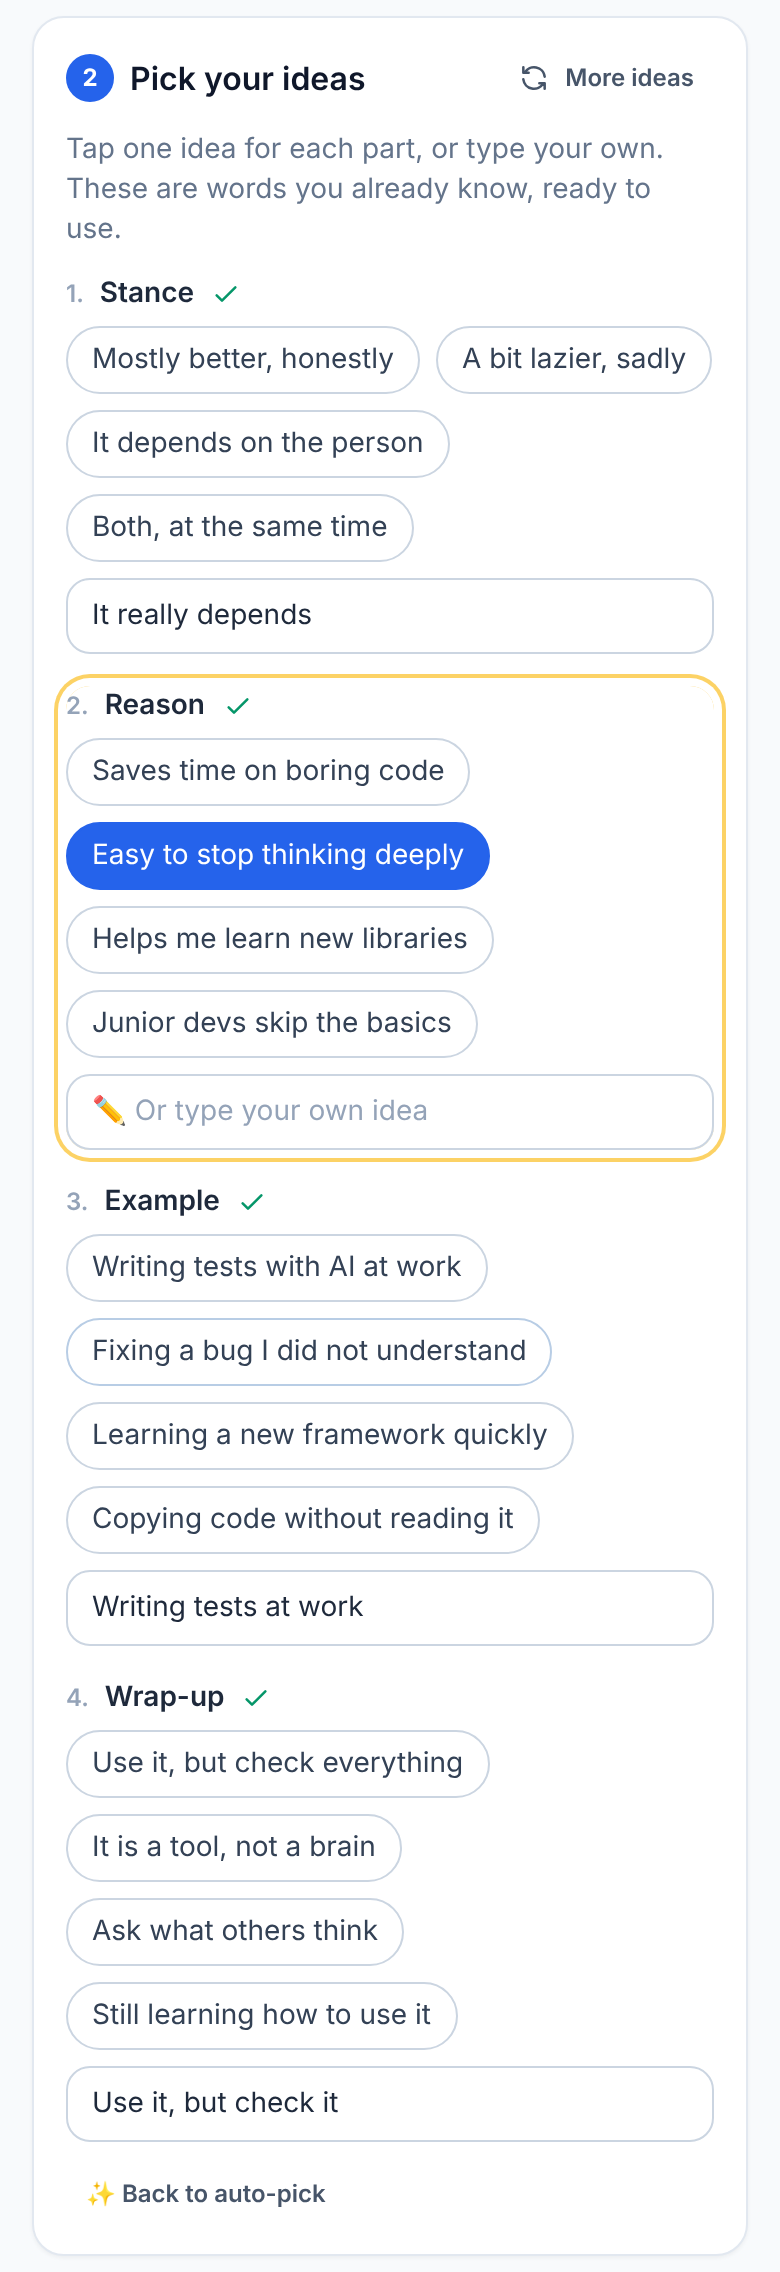 2 Pick your ideas More ideas
Tap one idea for each part, or type your own.
These are words you already know, ready to
use.
1. Stance ✓
Mostly better, honestly A bit lazier, sadly
It depends on the person
Both, at the same time
It really depends
2. Reason ✓
Saves time on boring code
Easy to stop thinking deeply
Helps me learn new libraries
Junior devs skip the basics
✏️ Or type your own idea
3. Example ✓
Writing tests with AI at work
Fixing a bug I did not understand
Learning a new framework quickly
Copying code without reading it
Writing tests at work
4. Wrap-up ✓
Use it, but check everything
It is a tool, not a brain
Ask what others think
Still learning how to use it
Use it, but check it
✨ Back to auto-pick